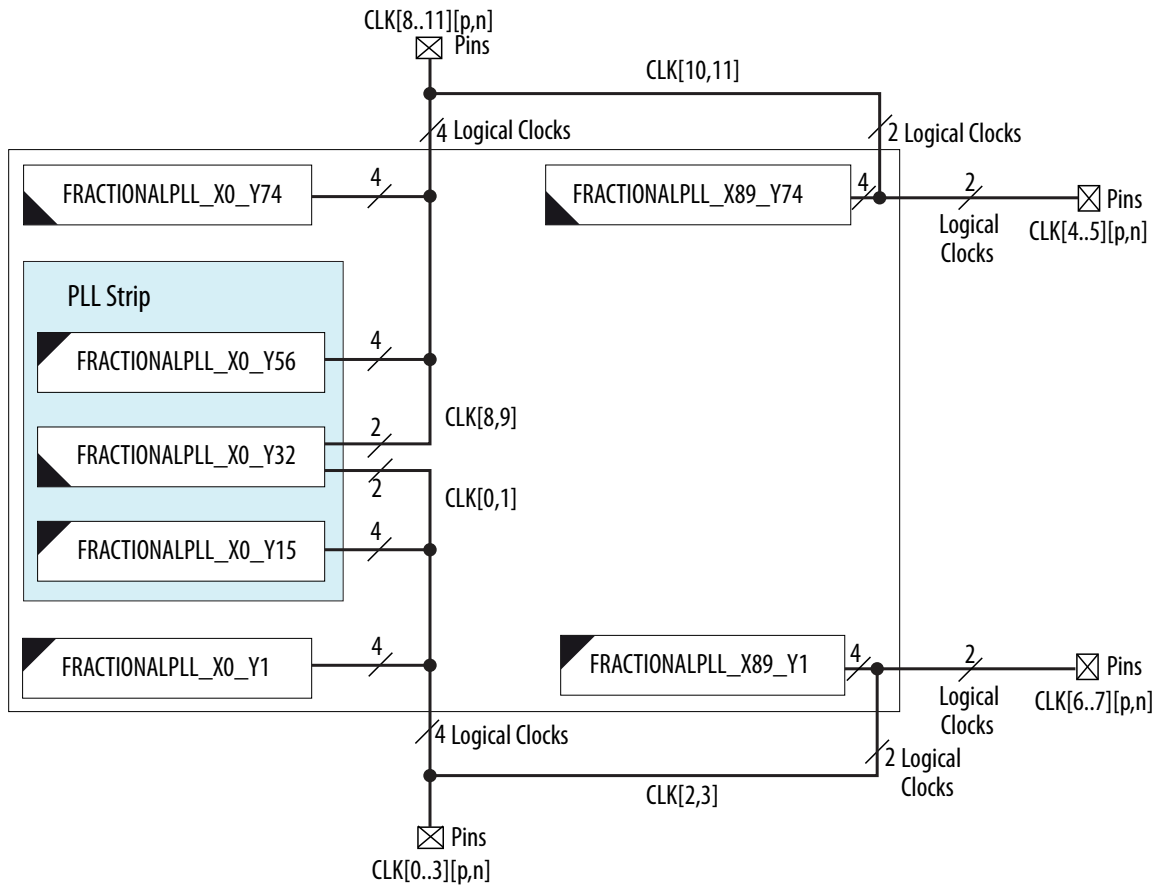 CLK[8..11][p,n]
Pins
CLK[10,11]
4 Logical Clocks
2 Logical Clocks
FRACTIONALPLL_X0_Y74
4
FRACTIONALPLL_X89_Y74
4
2
Logical
Clocks
Pins
CLK[4..5][p,n]
PLL Strip
FRACTIONALPLL_X0_Y56
4
CLK[8,9]
FRACTIONALPLL_X0_Y32
2
2
CLK[0,1]
FRACTIONALPLL_X0_Y15
4
FRACTIONALPLL_X0_Y1
4
FRACTIONALPLL_X89_Y1
4
2
Logical
Clocks
Pins
CLK[6..7][p,n]
4 Logical Clocks
2 Logical
Clocks
CLK[2,3]
Pins
CLK[0..3][p,n]